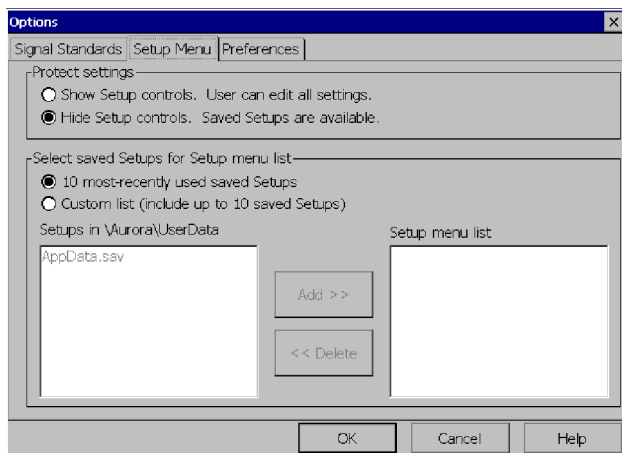 Options
Signal Standards Setup Menu Preferences
Protect settings
Show Setup controls. User can edit all settings.
Hide Setup controls. Saved Setups are available.
Select saved Setups for Setup menu list
10 most-recently used saved Setups
Custom list (include up to 10 saved Setups)
Setups in \Aurora\UserData
Setup menu list
AppData.sav
Add >>
<< Delete
OK Cancel Help